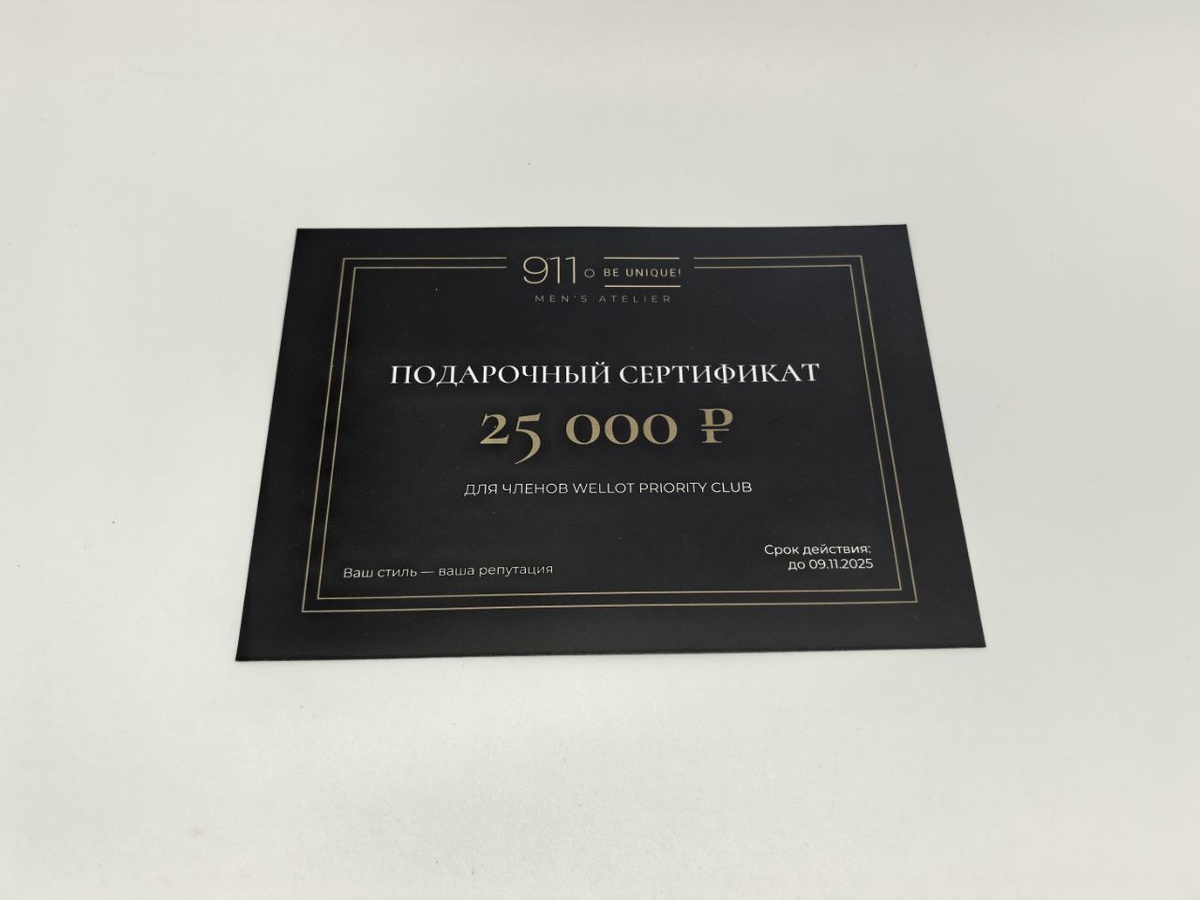 911 BE UNIQUE!
MEN'S ATELIER
ПОДАРОЧНЫЙ СЕРТИФИКАТ
25 000 ₽
ДЛЯ ЧЛЕНОВ WELLOT PRIORITY CLUB
Срок действия:
до 09.11.2025
Ваш стиль — ваша репутация